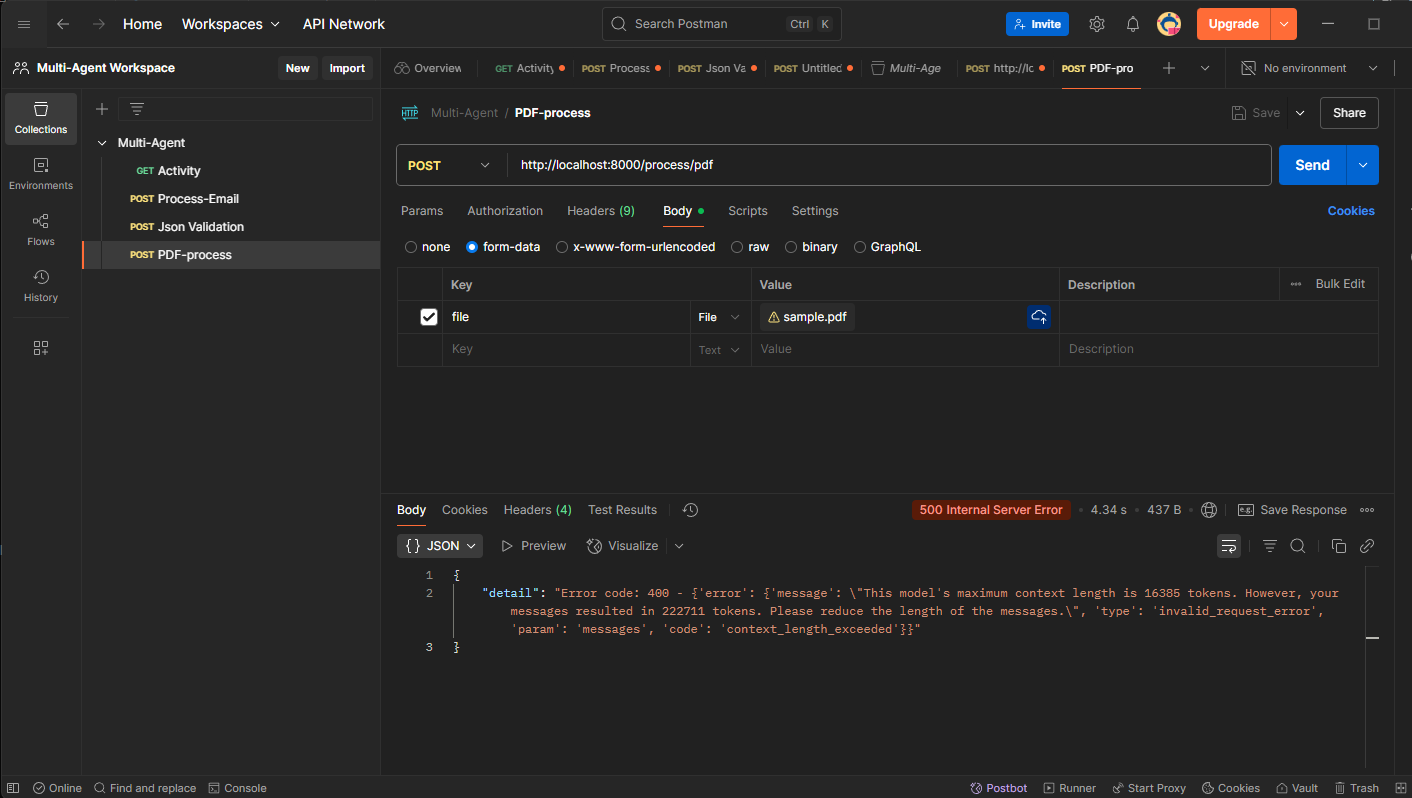 Home Workspaces API Network Search Postman Ctrl K Invite Upgrade
Multi-Agent Workspace New Import Overview GET Activity POST Process POST Json Va POST Untitled Multi-Age POST http://lc POST PDF-pro No environment
Collections
Environments
Flows
History
Multi-Agent
GET Activity
POST Process-Email
POST Json Validation
POST PDF-process
HTTP Multi-Agent / PDF-process Save Share
POST http://localhost:8000/process/pdf Send
Params Authorization Headers (9) Body Scripts Settings Cookies
none form-data x-www-form-urlencoded raw binary GraphQL
Key Value Description Bulk Edit
file File sample.pdf
Key Text Value Description
Body Cookies Headers (4) Test Results 500 Internal Server Error 4.34 s 437 B e.g. Save Response
{} JSON Preview Visualize
1 {
2 "detail": "Error code: 400 - {'error': {'message': \"This model's maximum context length is 16385 tokens. However, your
messages resulted in 222711 tokens. Please reduce the length of the messages.\", 'type': 'invalid_request_error',
'param': 'messages', 'code': 'context_length_exceeded'}}"
3 }
Online Find and replace Console Postbot Runner Start Proxy Cookies Vault Trash